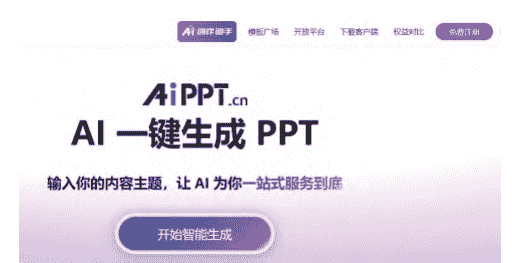 AI 演作助手 模板广场 开放平台 下载客户端 权益对比 免费注册
AiPPT.cn
AI 一键生成 PPT
输入你的内容主题，让 AI 为你一站式服务到底
开始智能生成